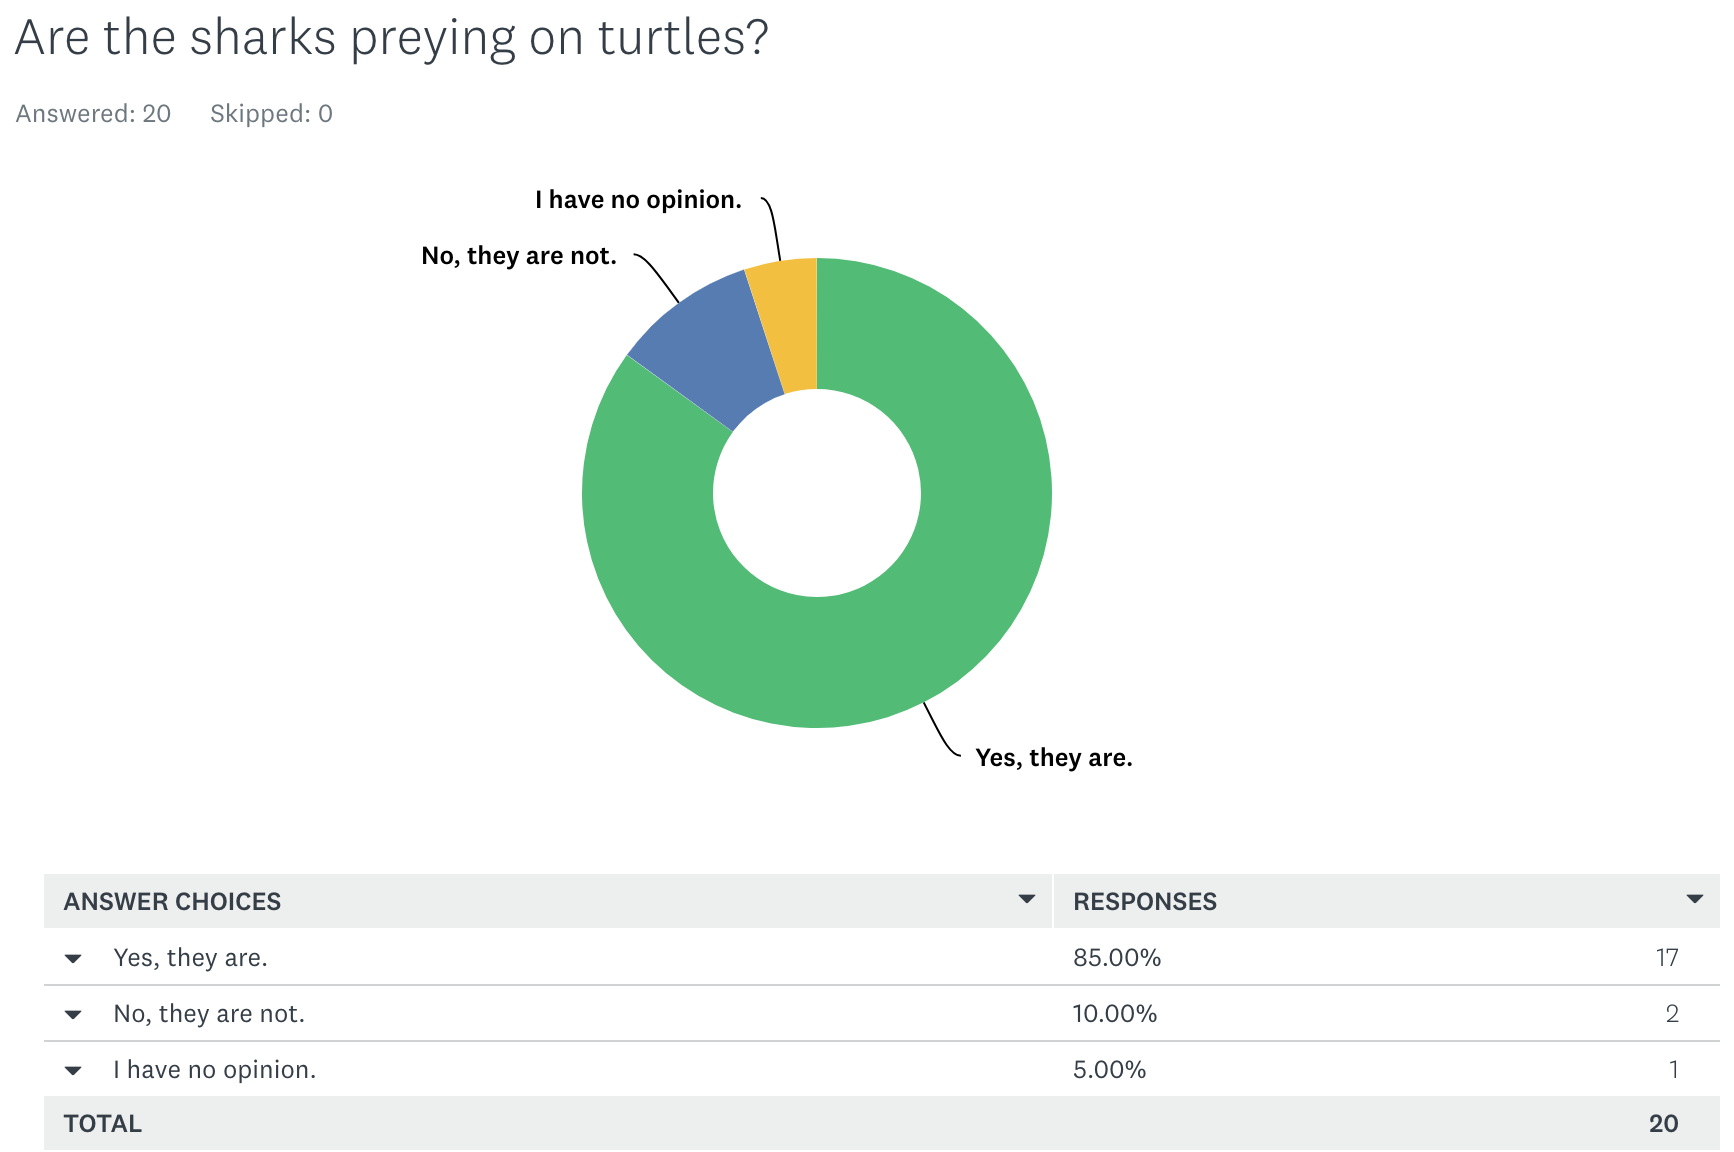 Are the sharks preying on turtles?
Answered: 20 Skipped: 0
I have no opinion.
No, they are not.
Yes, they are.
ANSWER CHOICES RESPONSES
Yes, they are. 85.00% 17
No, they are not. 10.00% 2
I have no opinion. 5.00% 1
TOTAL 20